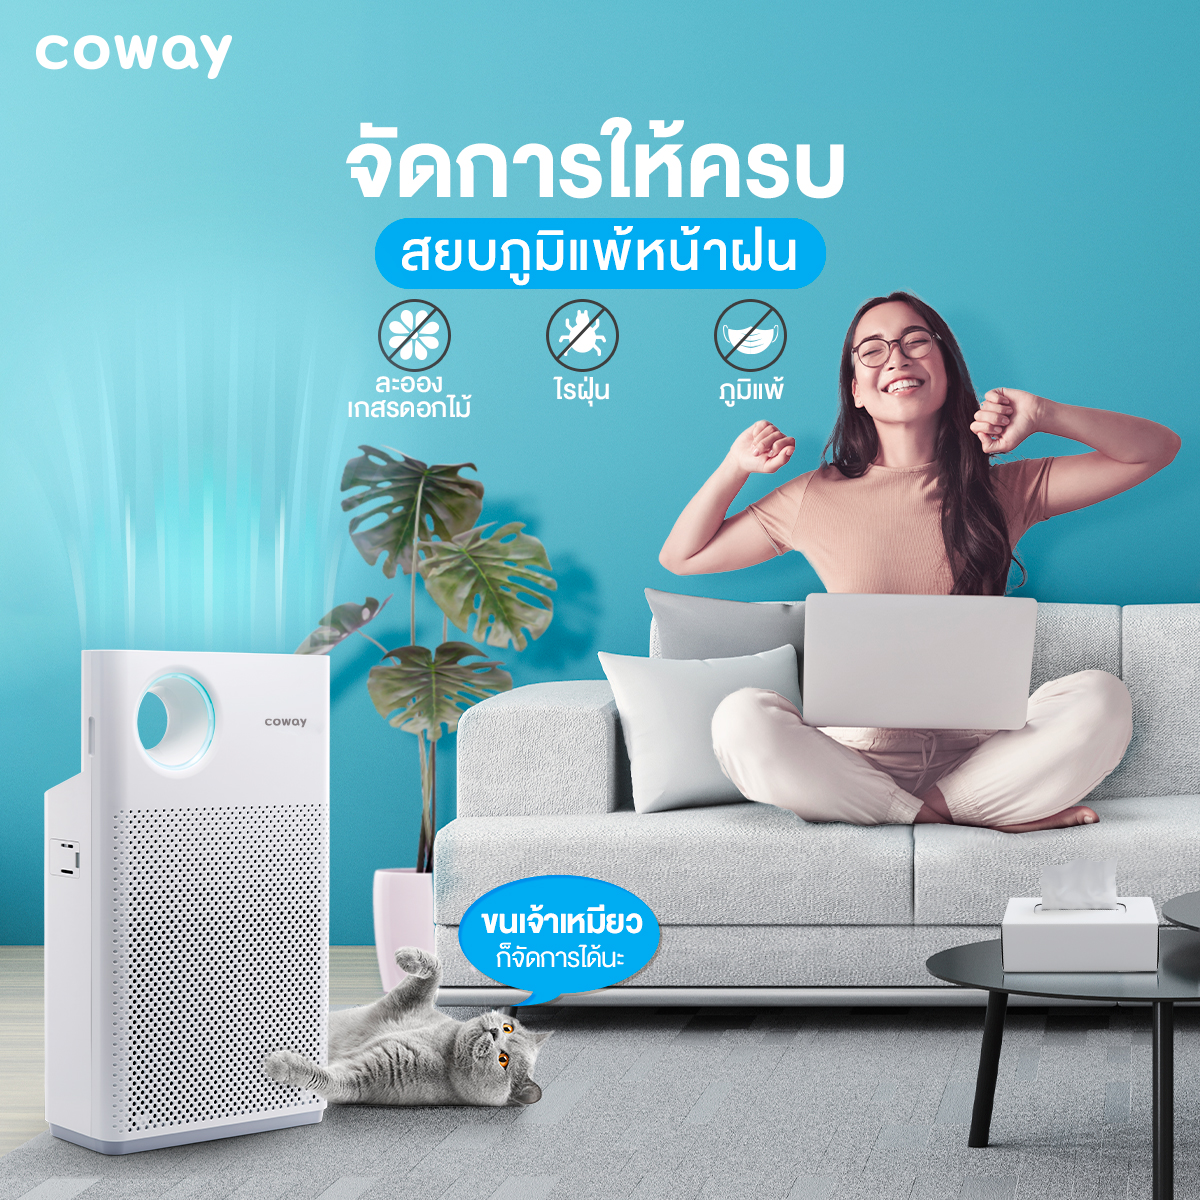 coway
จัดการให้ครบ
สยบภูมิแพ้หน้าฝน
ละออง
เกสรดอกไม้
ไรฝุ่น
ภูมิแพ้
coway
ขนเจ้าเหมียว
ก็จัดการได้นะ